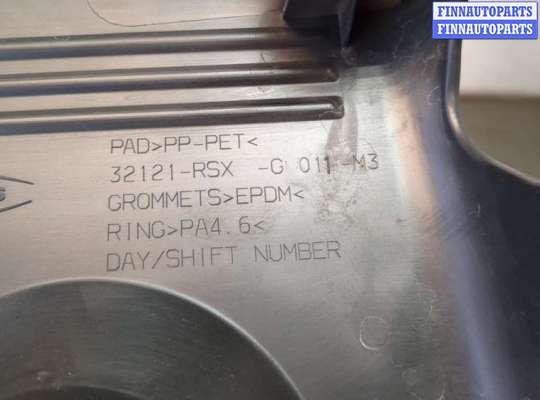 FINNAUTOPARTS
FINNAUTOPARTS
PAD>PP-PET<
32121-RSX -G 011-M3
GROMMETS>EPDM<
RING>PA4.6<
DAY/SHIFT NUMBER